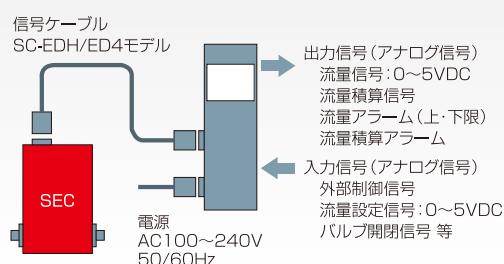 信号ケーブル
SC-EDH/ED4モデル
SEC
電源
AC100～240V
50/60Hz
出力信号（アナログ信号）
流量信号：0～5VDC
流量積算信号
流量アラーム（上・下限）
流量積算アラーム
入力信号（アナログ信号）
外部制御信号
流量設定信号：0～5VDC
バルブ開閉信号 等